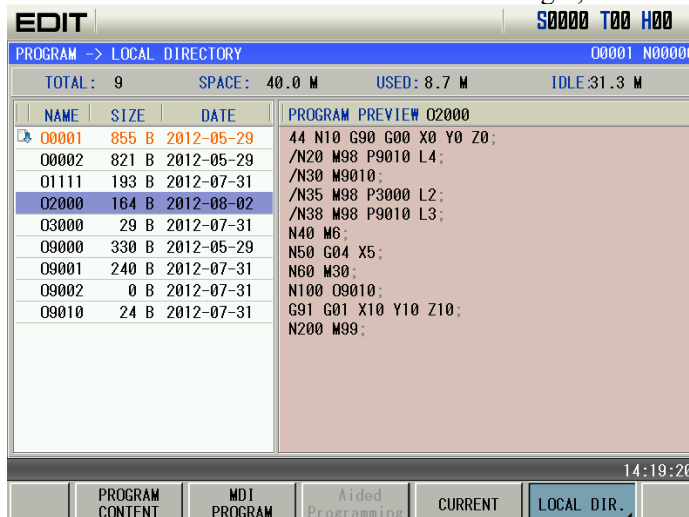 EDIT S0000 T00 H00
PROGRAM -> LOCAL DIRECTORY O0001 N0000
TOTAL: 9 SPACE: 40.0 M USED: 8.7 M IDLE:31.3 M
NAME SIZE DATE
O0001 855 B 2012-05-29
O0002 821 B 2012-05-29
O1111 193 B 2012-07-31
O2000 164 B 2012-08-02
O3000 29 B 2012-07-31
O9000 330 B 2012-05-29
O9001 240 B 2012-07-31
O9002 0 B 2012-07-31
O9010 24 B 2012-07-31
PROGRAM PREVIEW O2000
44 N10 G90 G00 X0 Y0 Z0;
/N20 M98 P9010 L4;
/N30 M9010;
/N35 M98 P3000 L2;
/N38 M98 P9010 L3;
N40 M6;
N50 G04 X5;
N60 M30;
N100 O9010;
G91 G01 X10 Y10 Z10;
N200 M99;
14:19:20
PROGRAM
CONTENT
MDI
PROGRAM
Aided
Programming
CURRENT
LOCAL DIR.